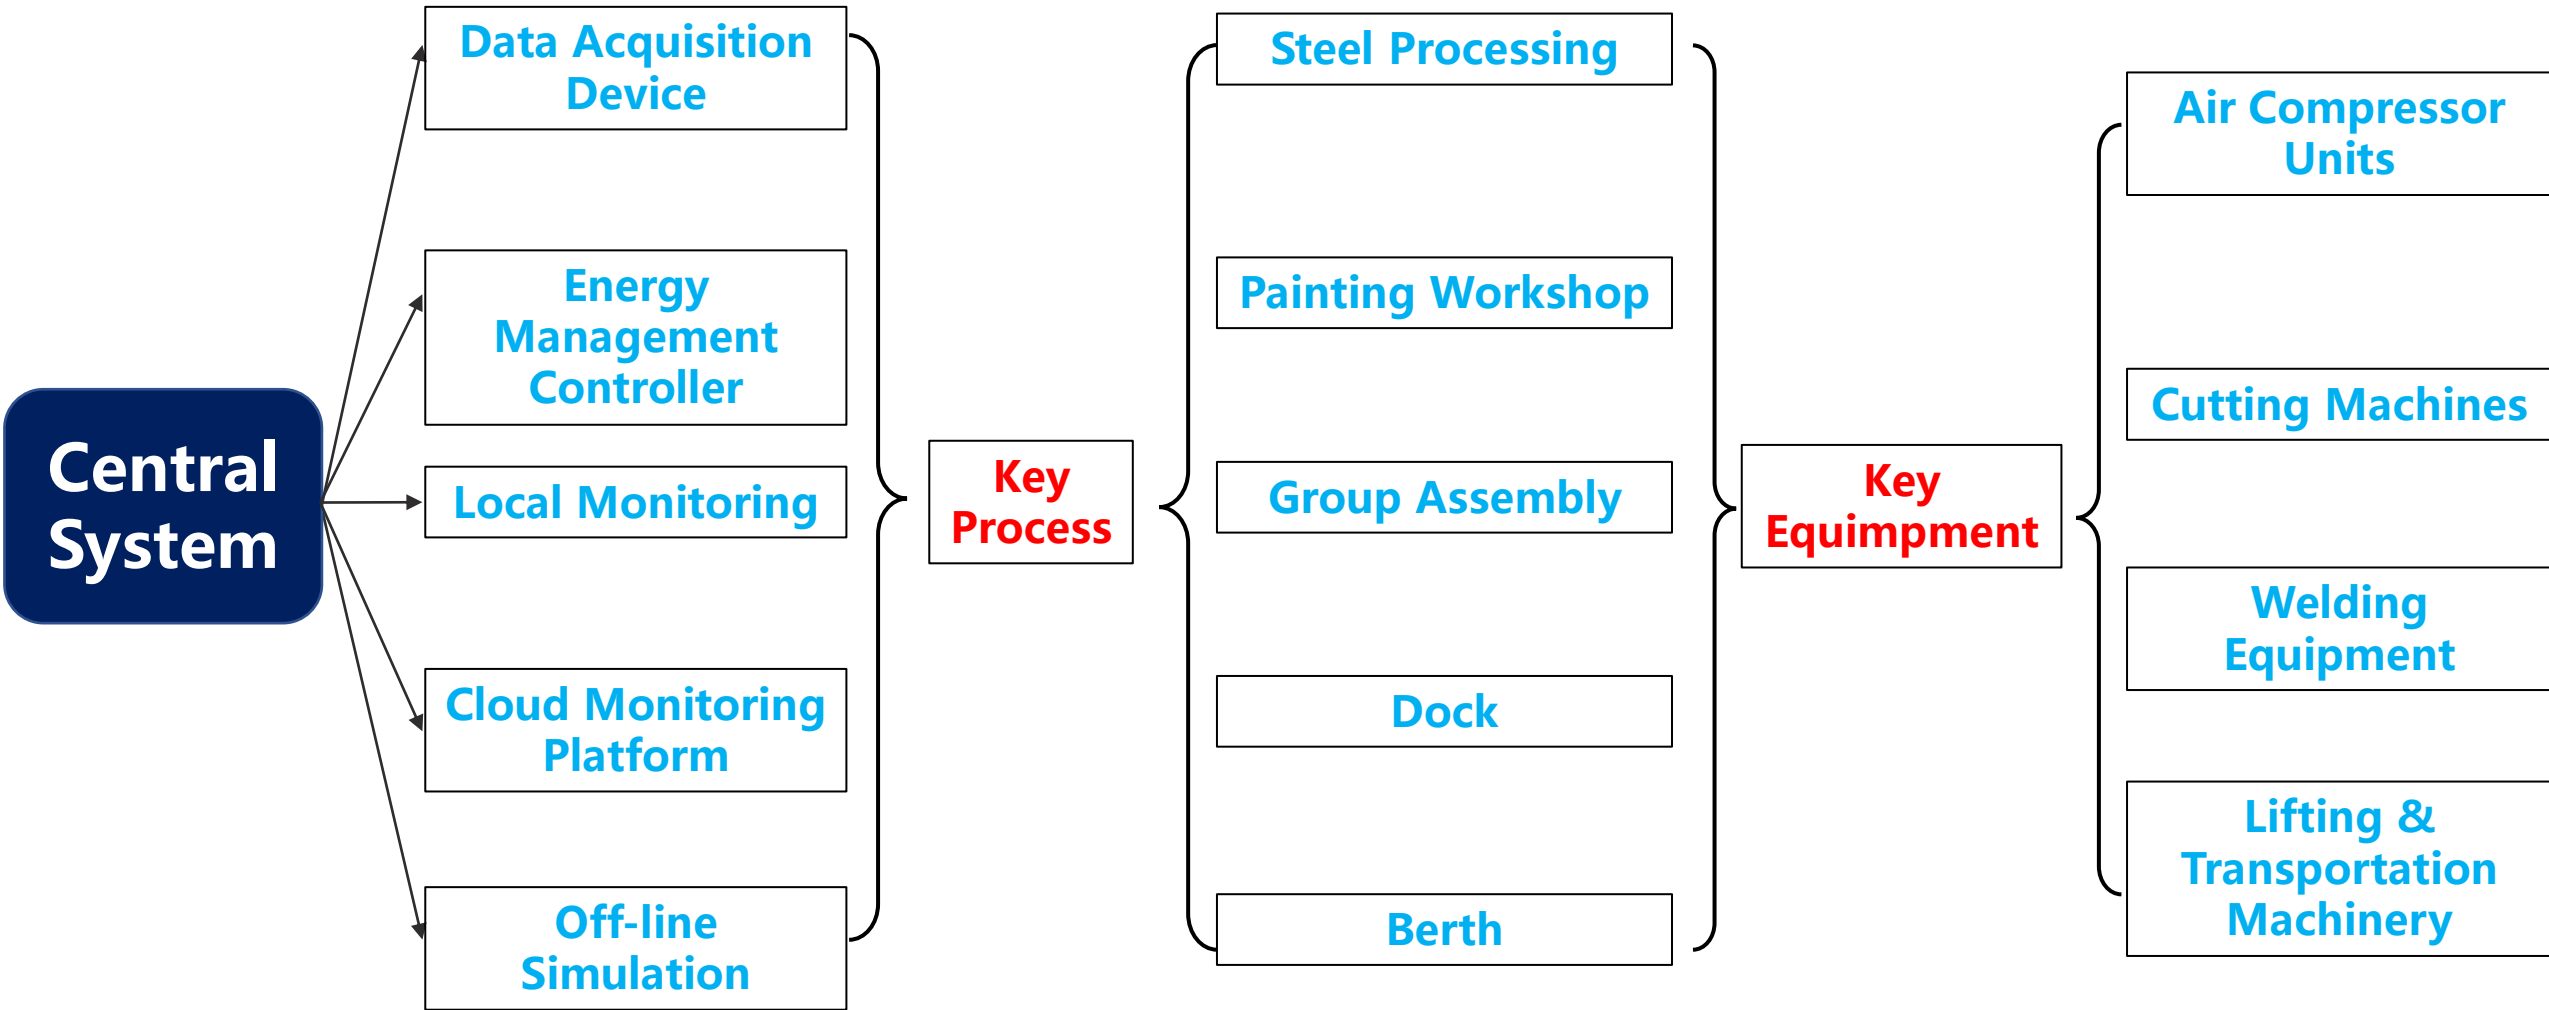 Central
System
Data Acquisition
Device
Energy
Management
Controller
Local Monitoring
Cloud Monitoring
Platform
Off-line
Simulation
Key
Process
Steel Processing
Painting Workshop
Group Assembly
Dock
Berth
Key
Equimpment
Air Compressor
Units
Cutting Machines
Welding
Equipment
Lifting &
Transportation
Machinery